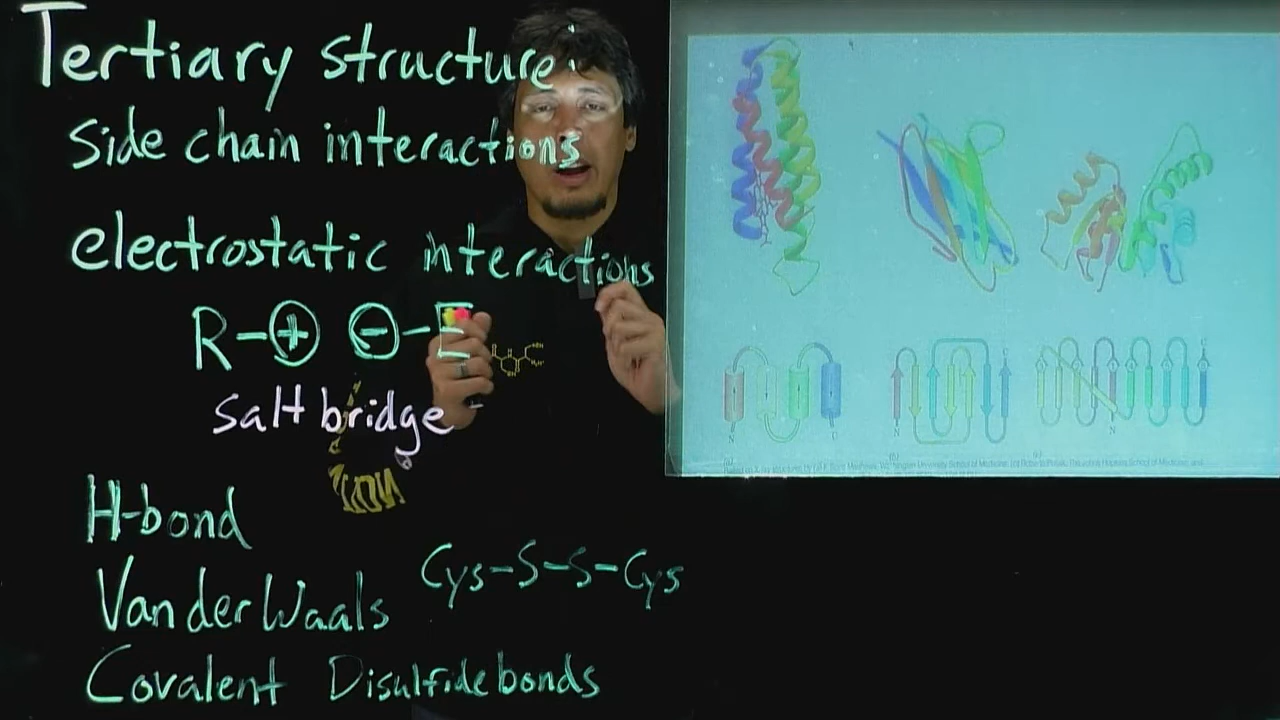 Tertiary structure:
side chain interactions
electrostatic interactions
R-⊕ ⊖-E
salt bridge
H-bond
Van der Waals
Cys-S-S-Cys
Covalent Disulfide bonds
N
C
N
C
N
C